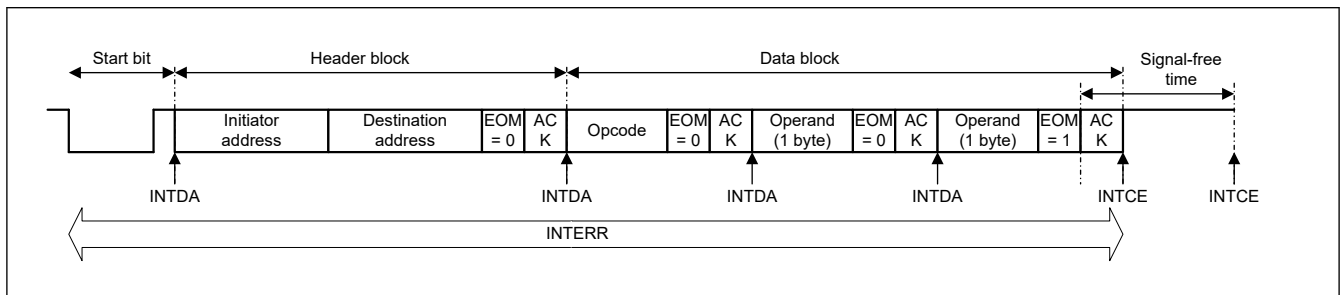 Start bit
Header block
Data block
Signal-free
time
Initiator
address
Destination
address
EOM
= 0
AC
K
Opcode
EOM
= 0
AC
K
Operand
(1 byte)
EOM
= 0
AC
K
Operand
(1 byte)
EOM
= 1
AC
K
INTDA
INTDA
INTDA
INTDA
INTCE
INTCE
INTERR